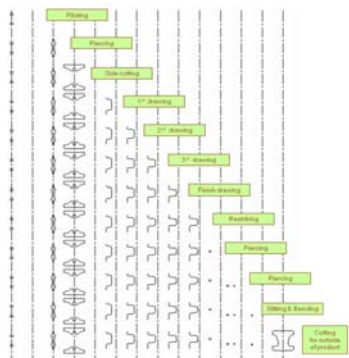 Piloting
Piercing
Side cutting
1st drawing
2nd drawing
3rd drawing
Finish drawing
Restriking
Piercing
Piercing
Slitting & Bending
Cutting
for outside
of product